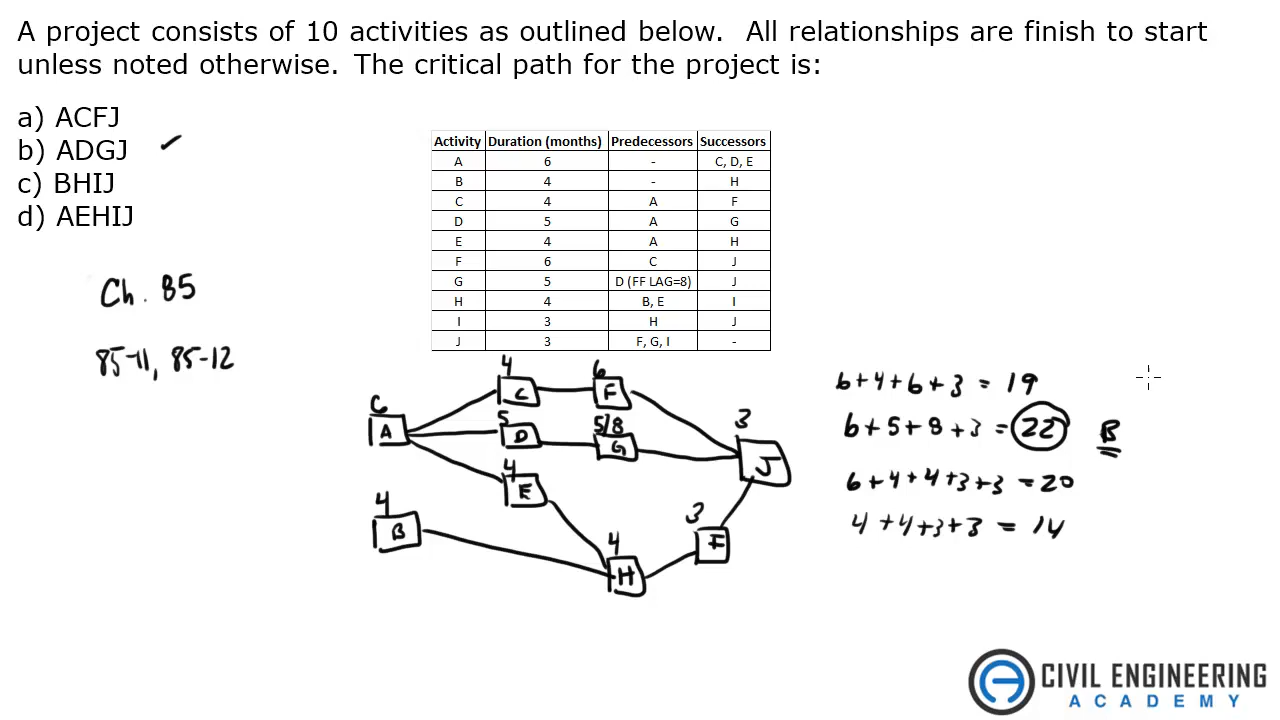 A project consists of 10 activities as outlined below. All relationships are finish to start
unless noted otherwise. The critical path for the project is:
a) ACFJ
b) ADGJ ✓
c) BHIJ
d) AEHIJ
Activity Duration (months) Predecessors Successors
A 6 - C, D, E
B 4 - H
C 4 A F
D 5 A G
E 4 A H
F 6 C J
G 5 D (FF LAG=8) J
H 4 B, E I
I 3 H J
J 3 F, G, I -
Ch. 85
85-11, 85-12
4
C
6
F
6
A
5
D
5/8
G
3
J
4
E
4
B
4
H
3
F
6+4+6+3 = 19
6+5+8+3 = 22 B
6+4+4+3+3 = 20
4+4+3+3 = 14
CIVIL ENGINEERING
ACADEMY